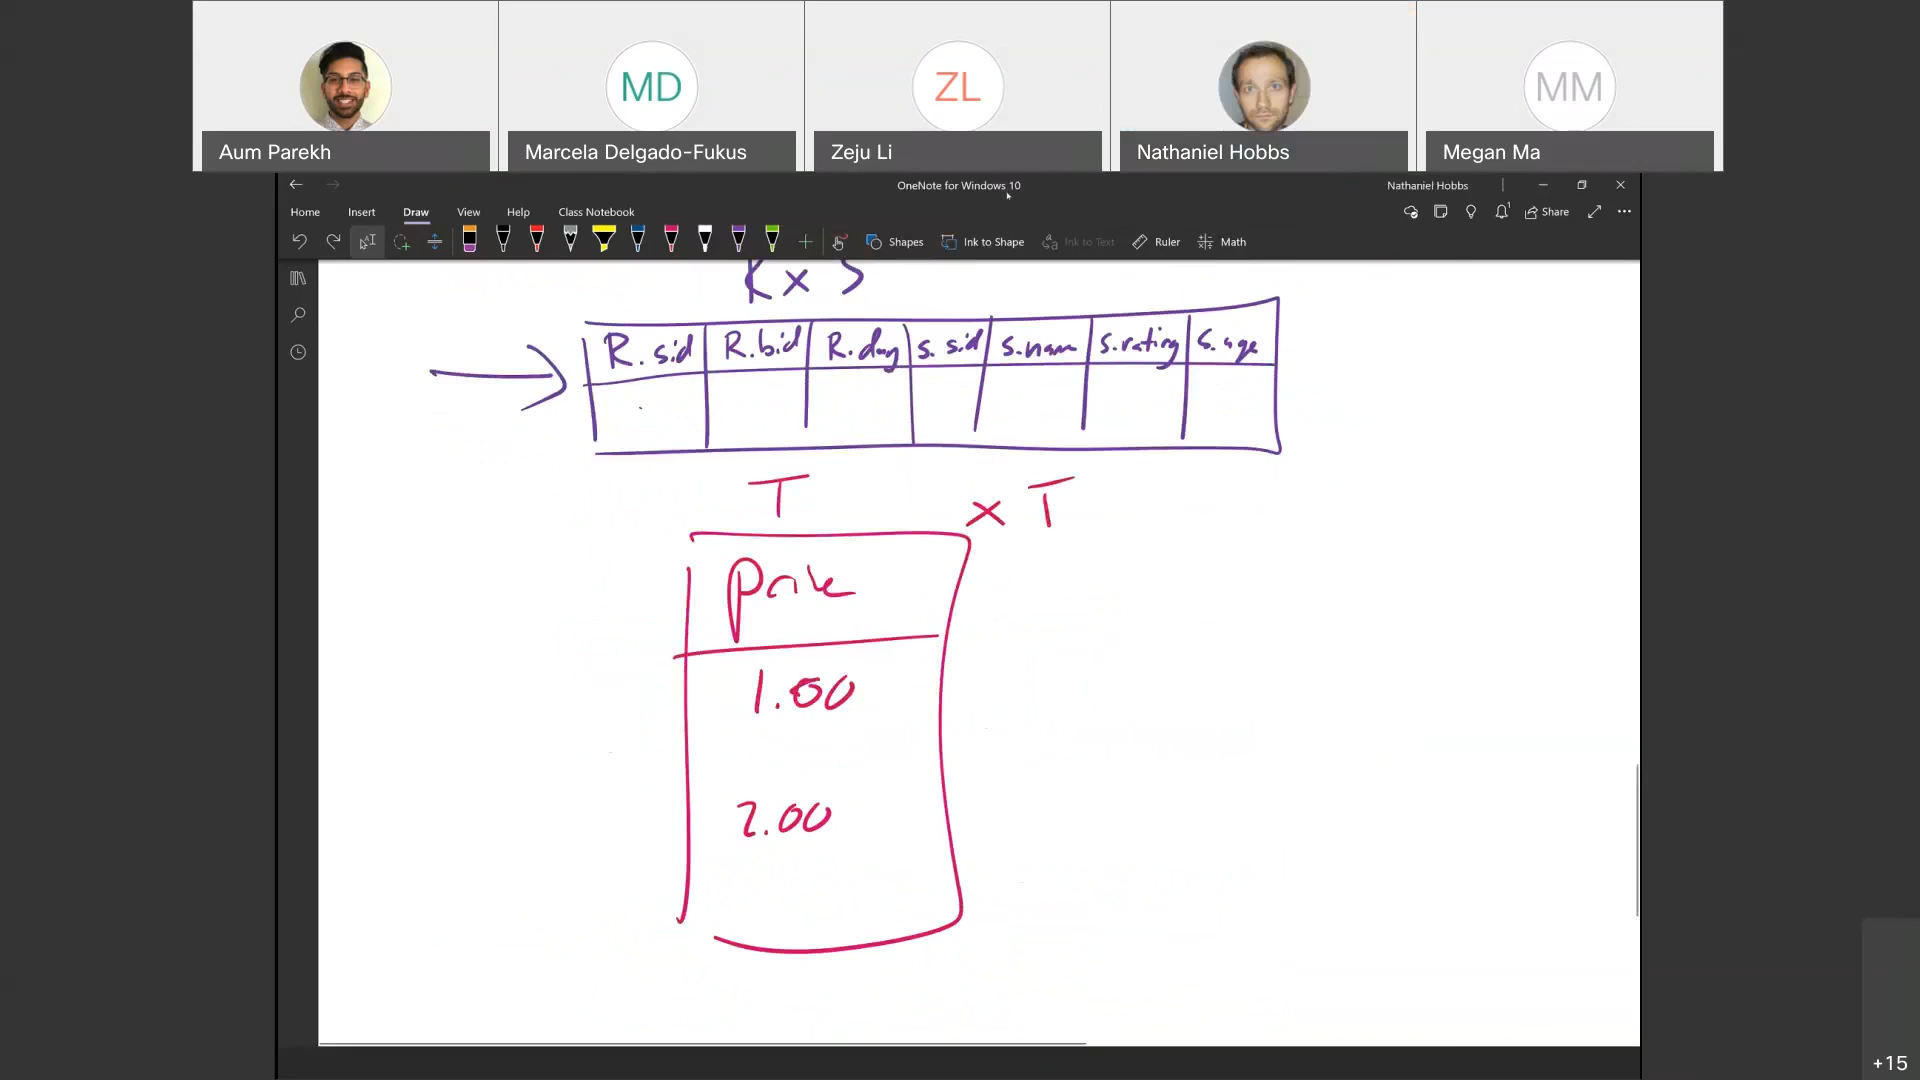 MD
ZL
MM
Aum Parekh
Marcela Delgado-Fukus
Zeju Li
Nathaniel Hobbs
Megan Ma
OneNote for Windows 10
Nathaniel Hobbs
Home Insert Draw View Help Class Notebook
1 Share
Shapes Ink to Shape Ink to Text Ruler Math
R x S
R. sid R.bid R.day s. sid s.nam s.rating s.age
T x T
Price
1.00
2.00
+15